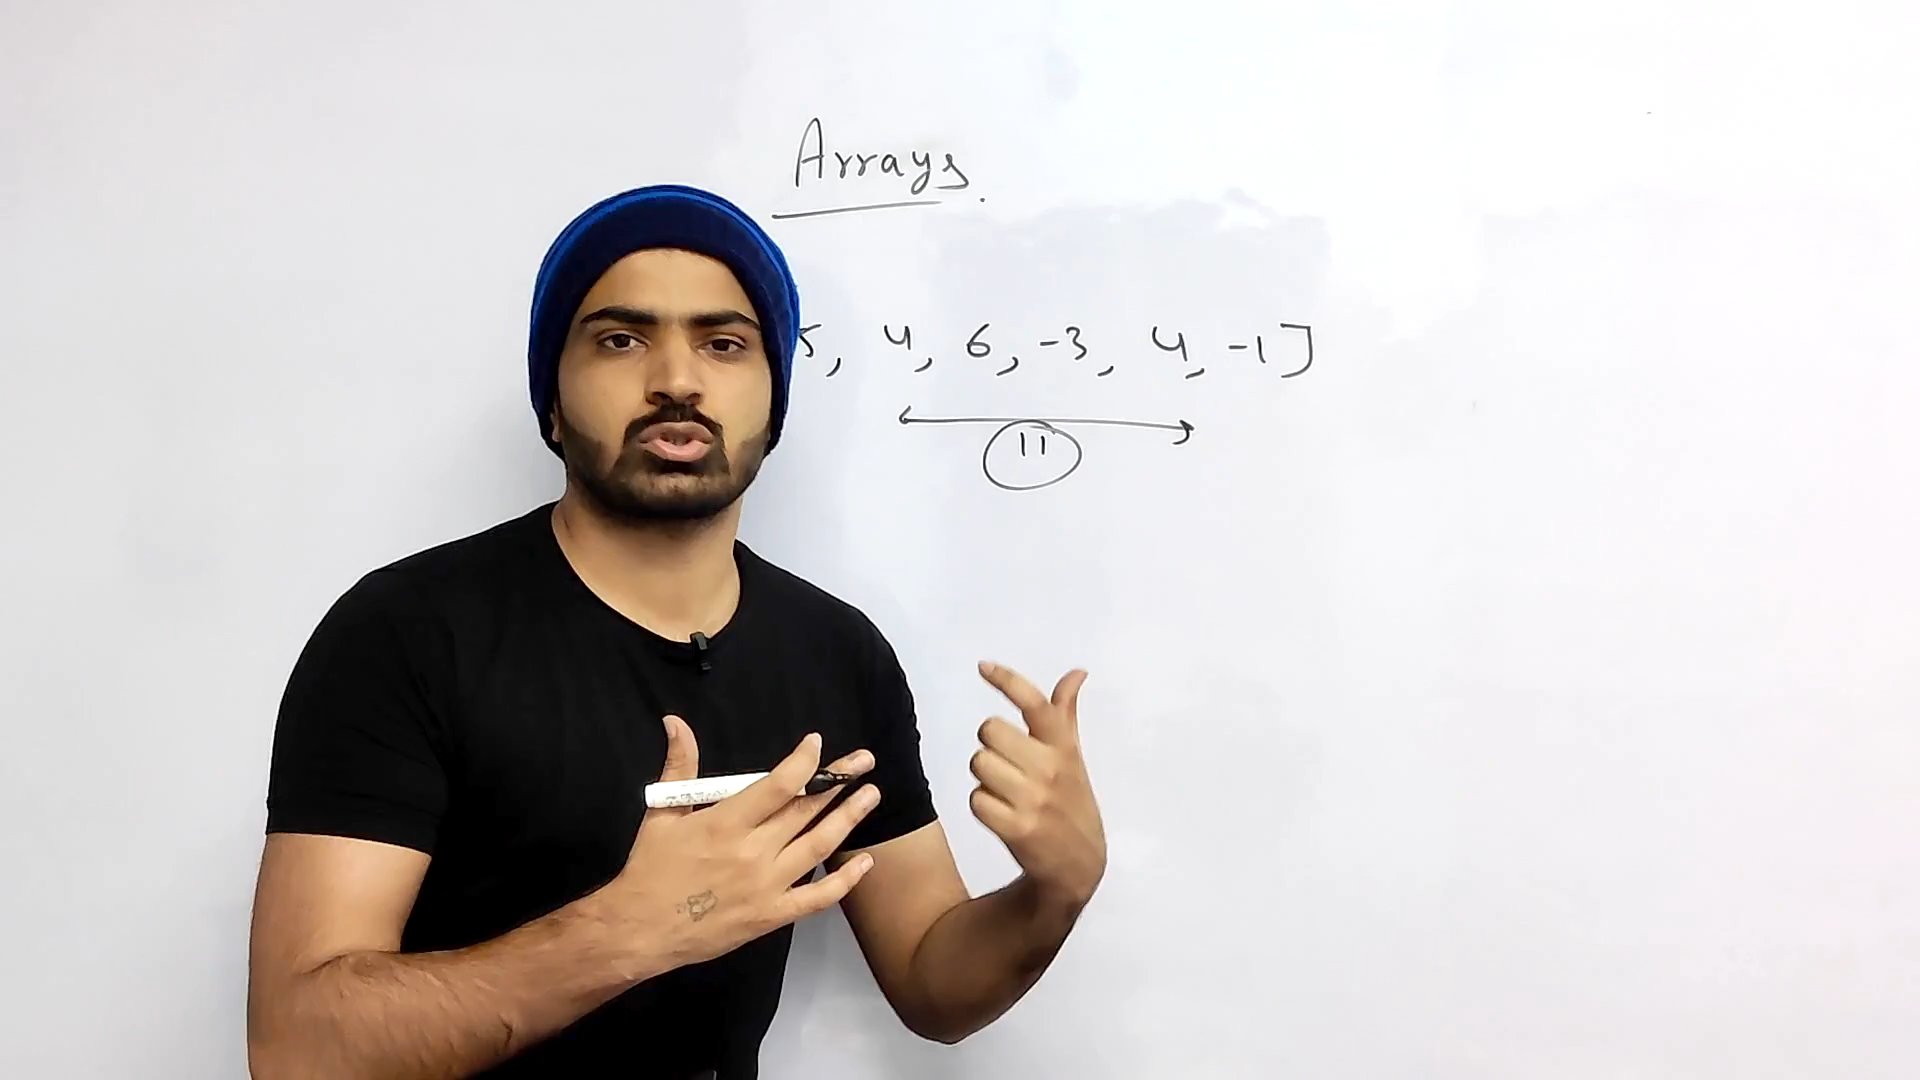 Arrays.
5, 4, 6, -3, 4, -1]
11